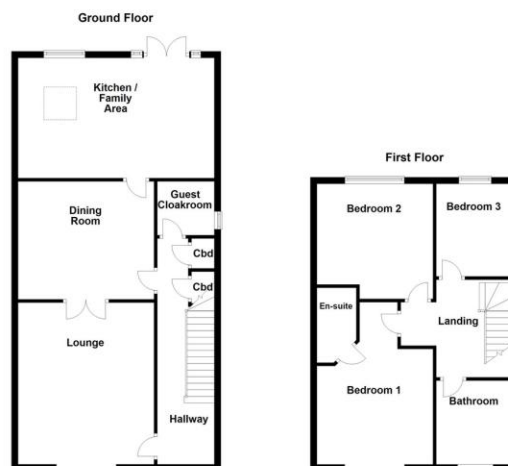 Ground Floor
Kitchen /
Family
Area
Guest
Cloakroom
Dining
Room
Cbd
Cbd
Lounge
Hallway
First Floor
Bedroom 2
Bedroom 3
En-suite
Landing
Bedroom 1
Bathroom